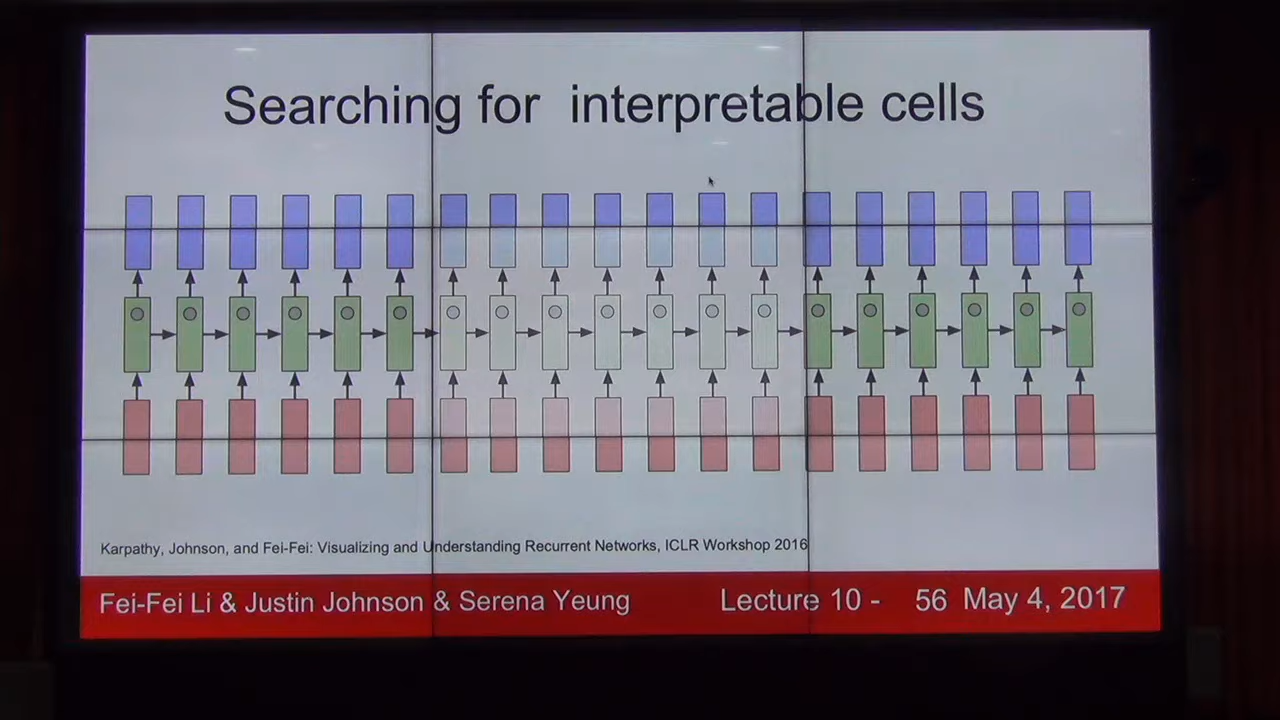 Searching for interpretable cells
Karpathy, Johnson, and Fei-Fei: Visualizing and Understanding Recurrent Networks, ICLR Workshop 2016
Fei-Fei Li & Justin Johnson & Serena Yeung Lecture 10 - 56 May 4, 2017